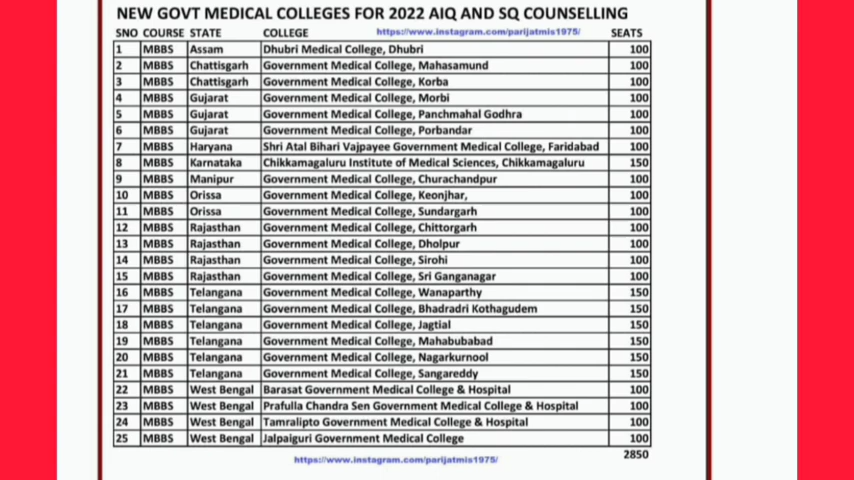 NEW GOVT MEDICAL COLLEGES FOR 2022 AIQ AND SQ COUNSELLING
SNO COURSE STATE COLLEGE https://www.instagram.com/parijatmis1975/ SEATS
1 MBBS Assam Dhubri Medical College, Dhubri 100
2 MBBS Chattisgarh Government Medical College, Mahasamund 100
3 MBBS Chattisgarh Government Medical College, Korba 100
4 MBBS Gujarat Government Medical College, Morbi 100
5 MBBS Gujarat Government Medical College, Panchmahal Godhra 100
6 MBBS Gujarat Government Medical College, Porbandar 100
7 MBBS Haryana Shri Atal Bihari Vajpayee Government Medical College, Faridabad 100
8 MBBS Karnataka Chikkamagaluru Institute of Medical Sciences, Chikkamagaluru 150
9 MBBS Manipur Government Medical College, Churachandpur 100
10 MBBS Orissa Government Medical College, Keonjhar, 100
11 MBBS Orissa Government Medical College, Sundargarh 100
12 MBBS Rajasthan Government Medical College, Chittorgarh 100
13 MBBS Rajasthan Government Medical College, Dholpur 100
14 MBBS Rajasthan Government Medical College, Sirohi 100
15 MBBS Rajasthan Government Medical College, Sri Ganganagar 100
16 MBBS Telangana Government Medical College, Wanaparthy 150
17 MBBS Telangana Government Medical College, Bhadradri Kothagudem 150
18 MBBS Telangana Government Medical College, Jagtial 150
19 MBBS Telangana Government Medical College, Mahabubabad 150
20 MBBS Telangana Government Medical College, Nagarkurnool 150
21 MBBS Telangana Government Medical College, Sangareddy 150
22 MBBS West Bengal Barasat Government Medical College & Hospital 100
23 MBBS West Bengal Prafulla Chandra Sen Government Medical College & Hospital 100
24 MBBS West Bengal Tamralipto Government Medical College & Hospital 100
25 MBBS West Bengal Jalpaiguri Government Medical College 100
2850
https://www.instagram.com/parijatmis1975/